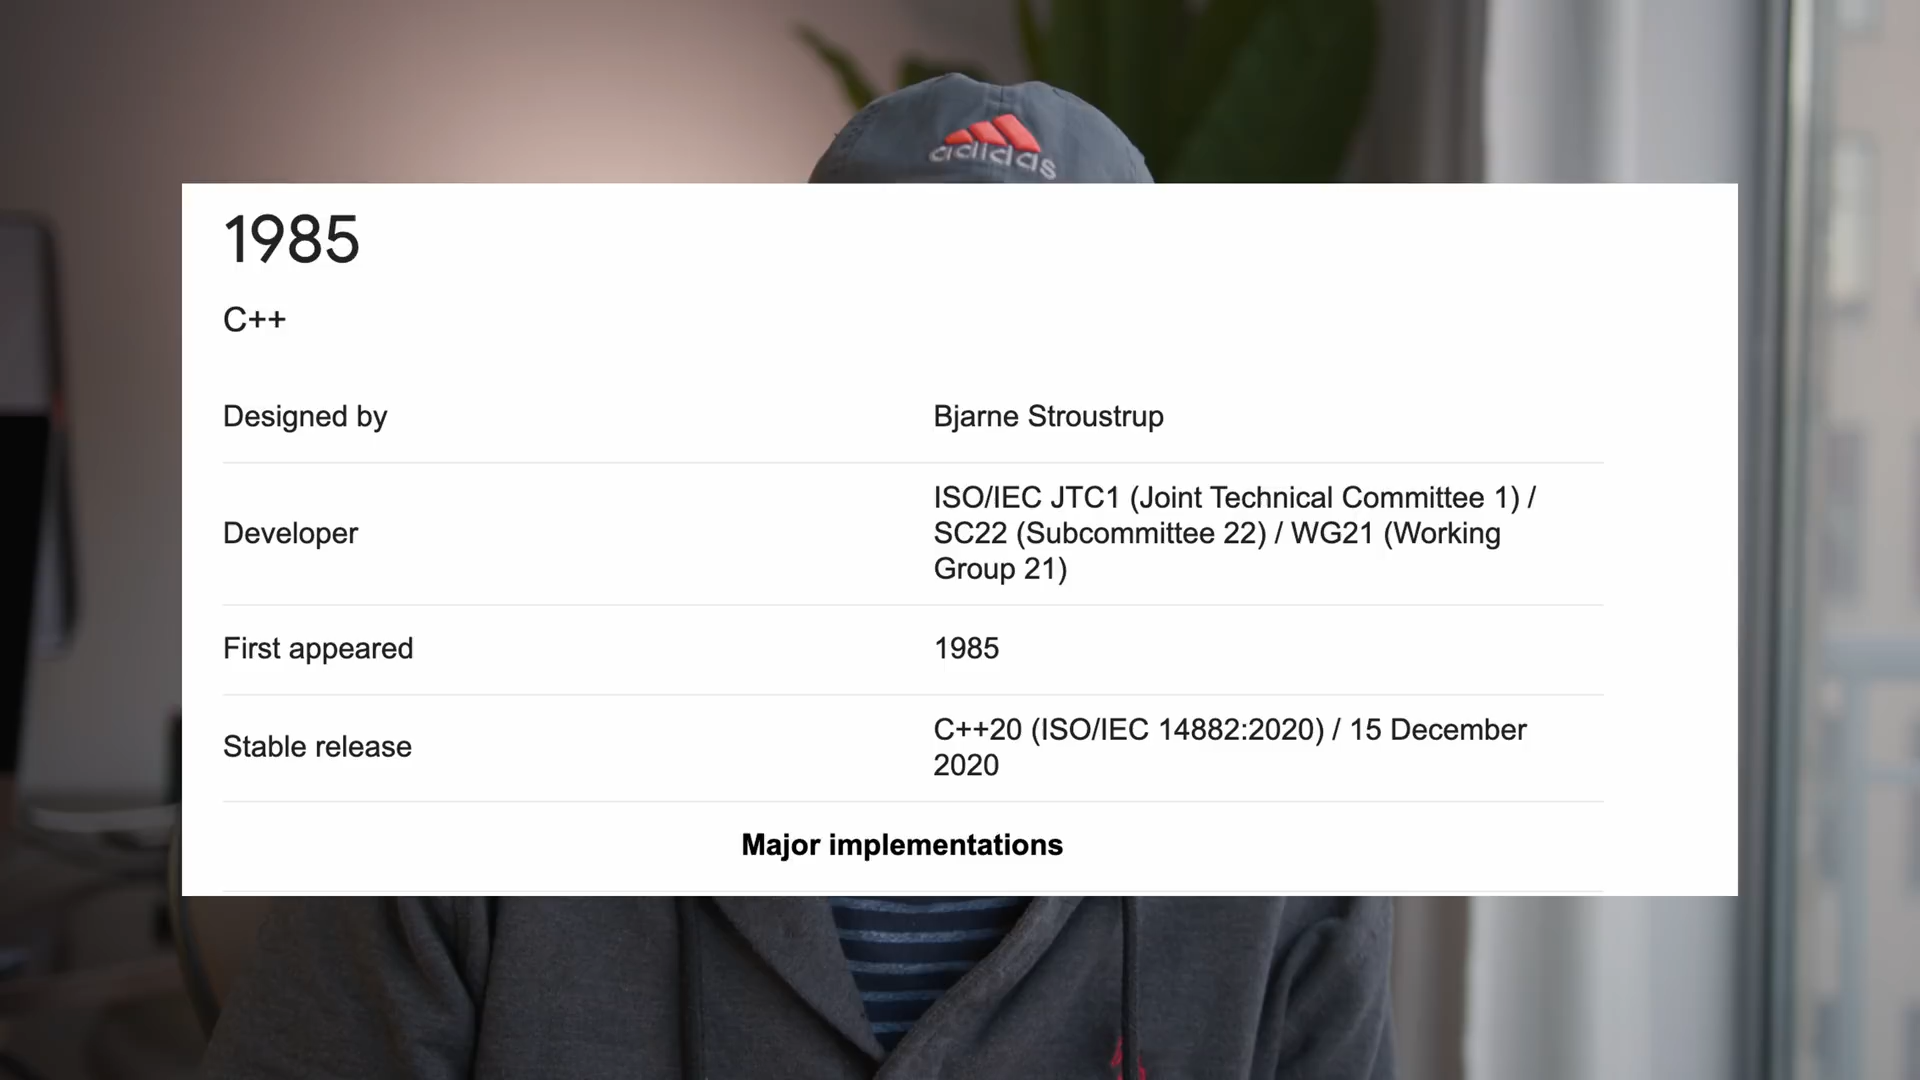 adidas
1985
C++
Designed by
Bjarne Stroustrup
Developer
ISO/IEC JTC1 (Joint Technical Committee 1) /
SC22 (Subcommittee 22) / WG21 (Working
Group 21)
First appeared
1985
Stable release
C++20 (ISO/IEC 14882:2020) / 15 December
2020
Major implementations